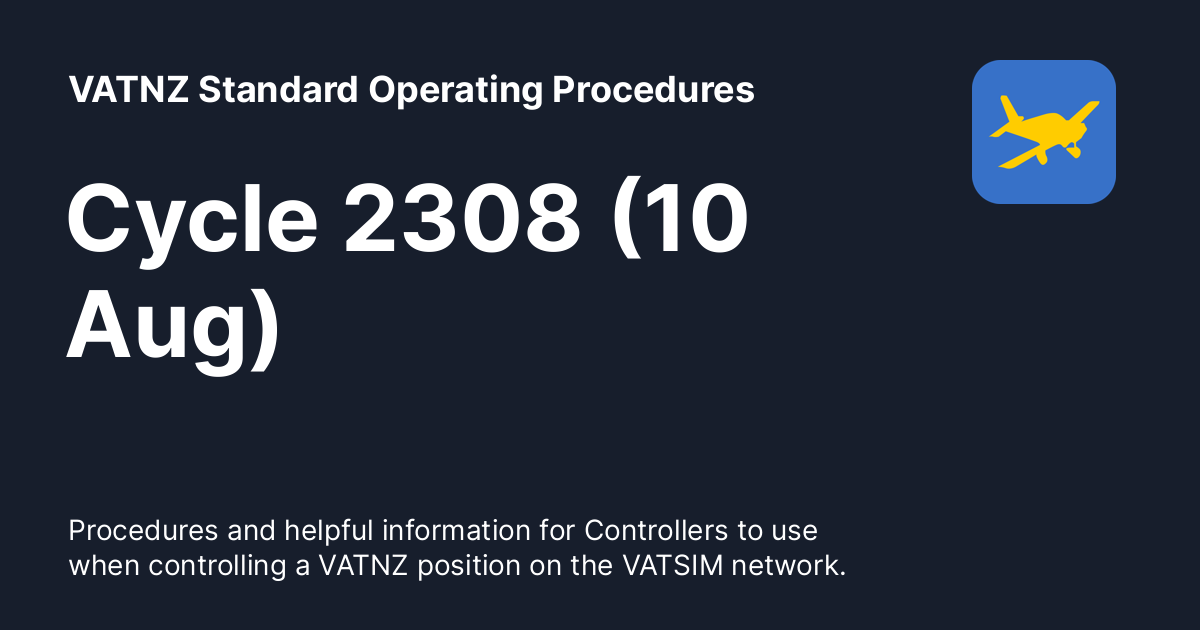 VATNZ Standard Operating Procedures
Cycle 2308 (10
Aug)
Procedures and helpful information for Controllers to use
when controlling a VATNZ position on the VATSIM network.